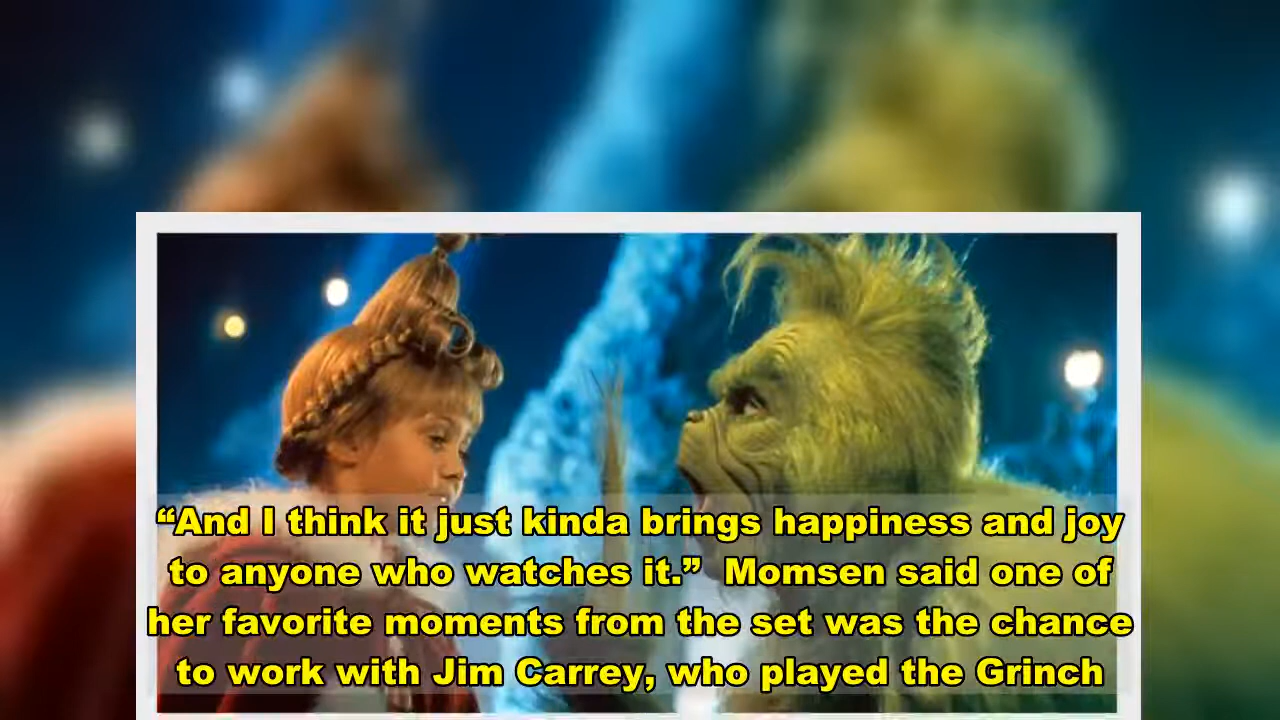 “And I think it just kinda brings happiness and joy
to anyone who watches it.”  Momsen said one of
her favorite moments from the set was the chance
to work with Jim Carrey, who played the Grinch